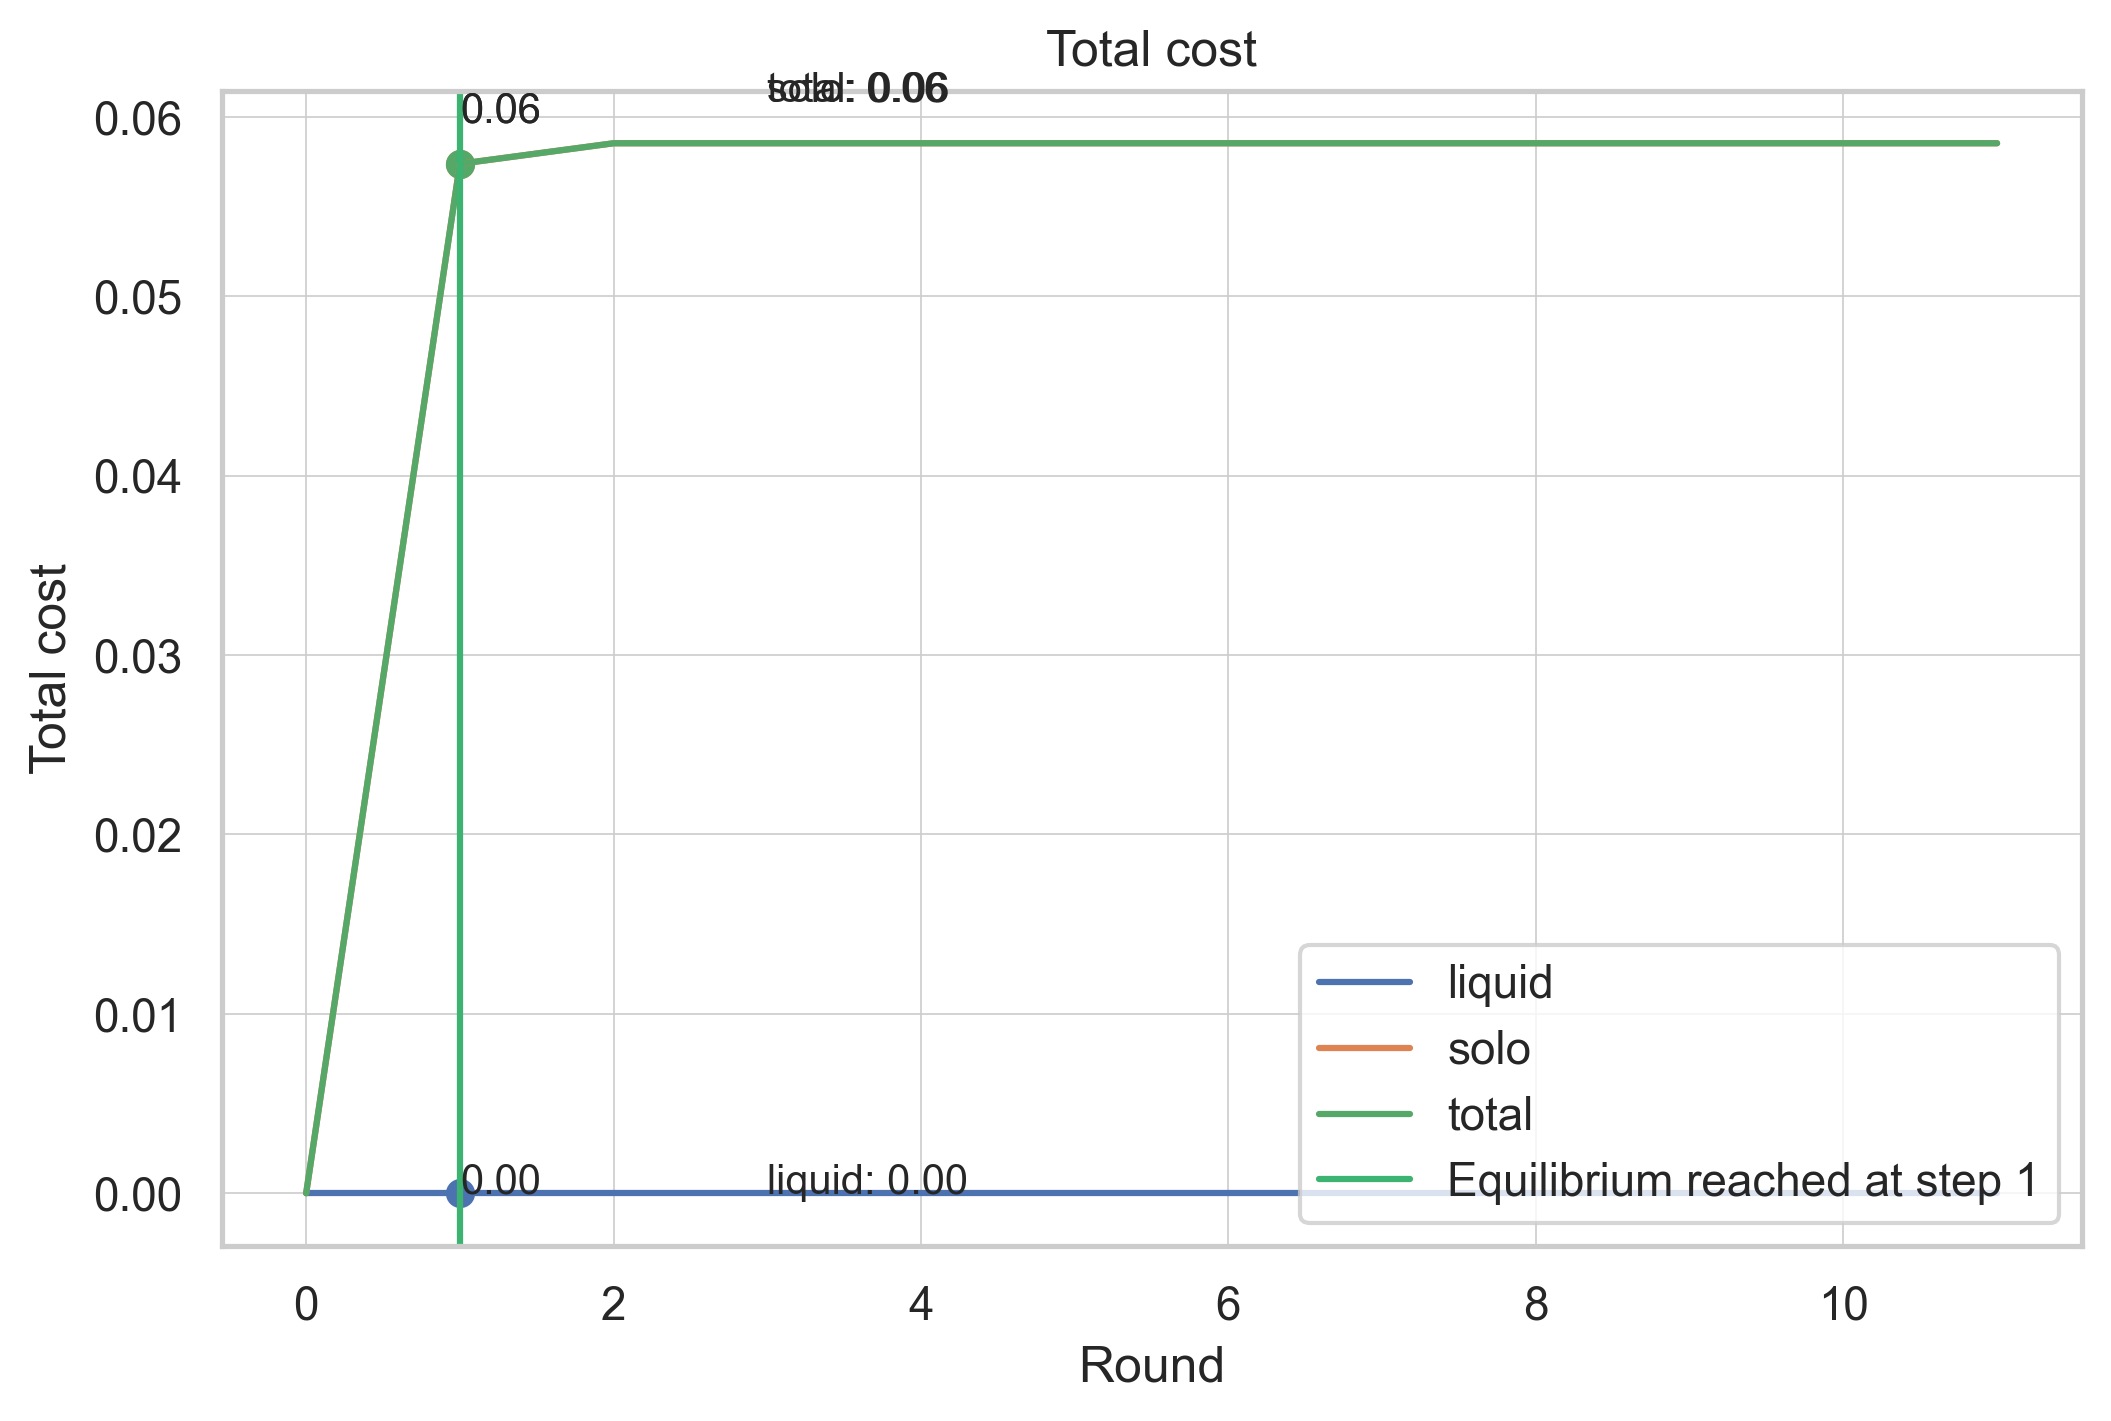 Total cost
solo: 0.06
total: 0.06
0.06
0.06
0.05
0.04
0.03
0.02
0.01
0.00
Total cost
0.00
liquid: 0.00
liquid
solo
total
Equilibrium reached at step 1
0 2 4 6 8 10
Round